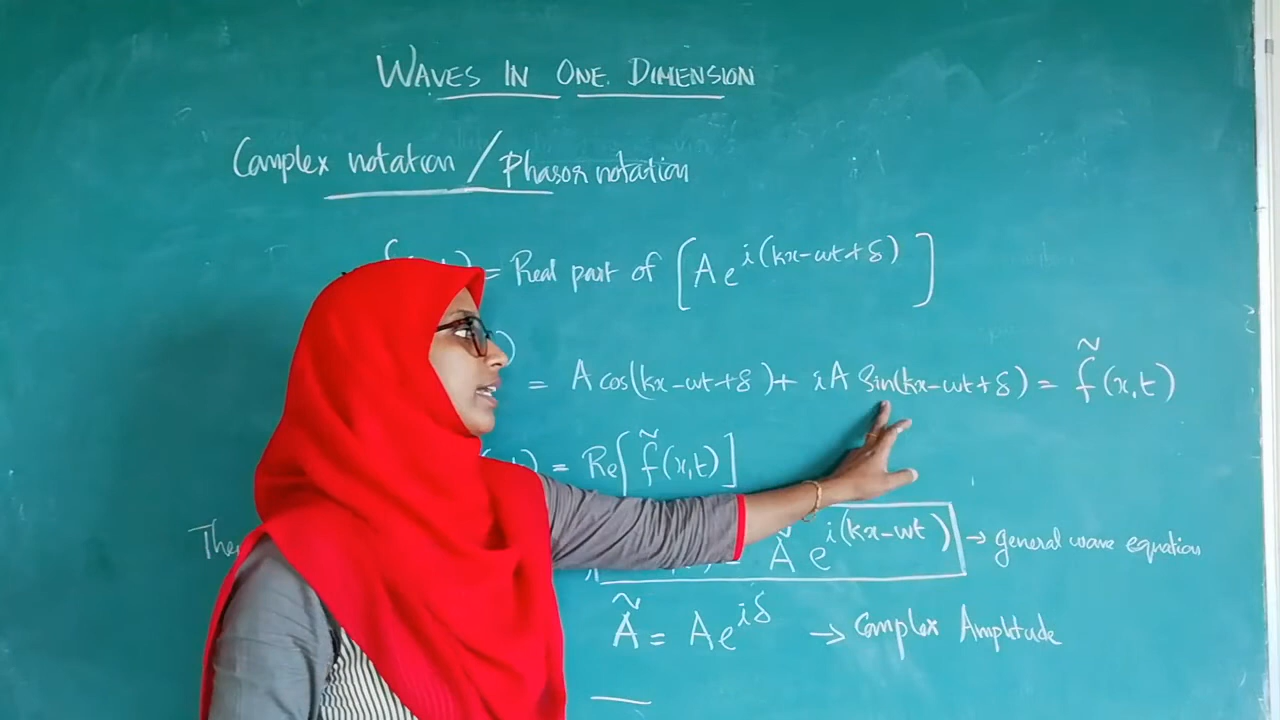 WAVES IN ONE DIMENSION
Complex notation / Phasor notation
= Real part of [A e^{i(kx-ωt+δ)}]
= A cos(kx-ωt+δ) + iA Sin(kx-ωt+δ) = f̃(x,t)
= Re[f̃(x,t)]
Ã e^{i(kx-ωt)} → general wave equation
Ã = Ae^{iδ} → Complex Amplitude